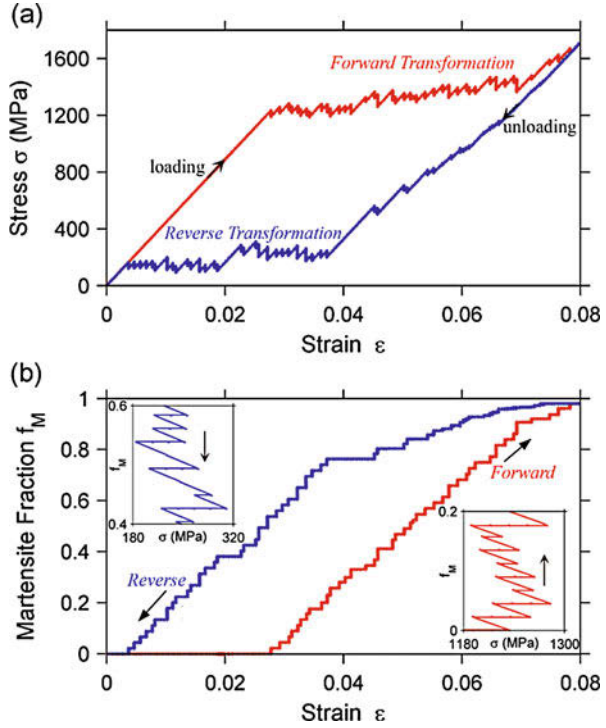 (a)
Stress σ (MPa)
1600
1200
800
400
0
Forward Transformation
loading
unloading
Reverse Transformation
0 0.02 0.04 0.06 0.08
Strain ε
(b)
Martensite Fraction f_M
1
0.8
0.6
0.4
0.2
0
0.6
f_M
0.4
180 σ (MPa) 320
Forward
Reverse
0.2
f_M
0
1180 σ (MPa) 1300
0 0.02 0.04 0.06 0.08
Strain ε